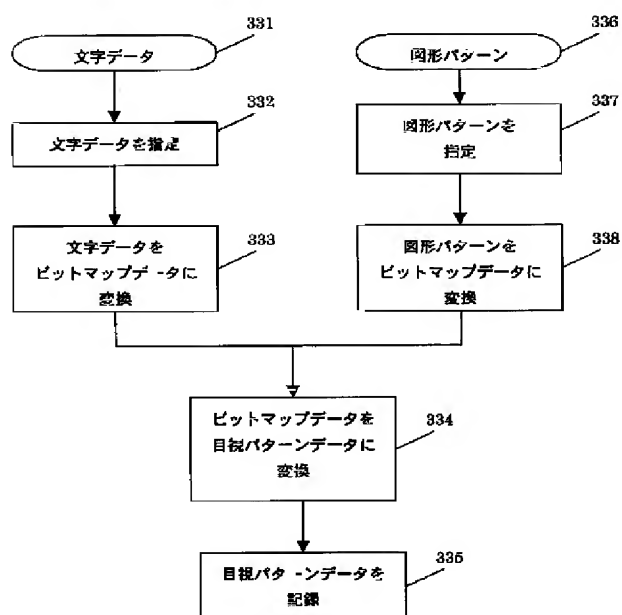 文字データ
331
文字データを指定
332
文字データを
ビットマップデータに
変換
333
図形パターン
336
図形パターンを
指定
337
図形パターンを
ビットマップデータに
変換
338
ビットマップデータを
目視パターンデータに
変換
334
目視パターンデータを
記録
335